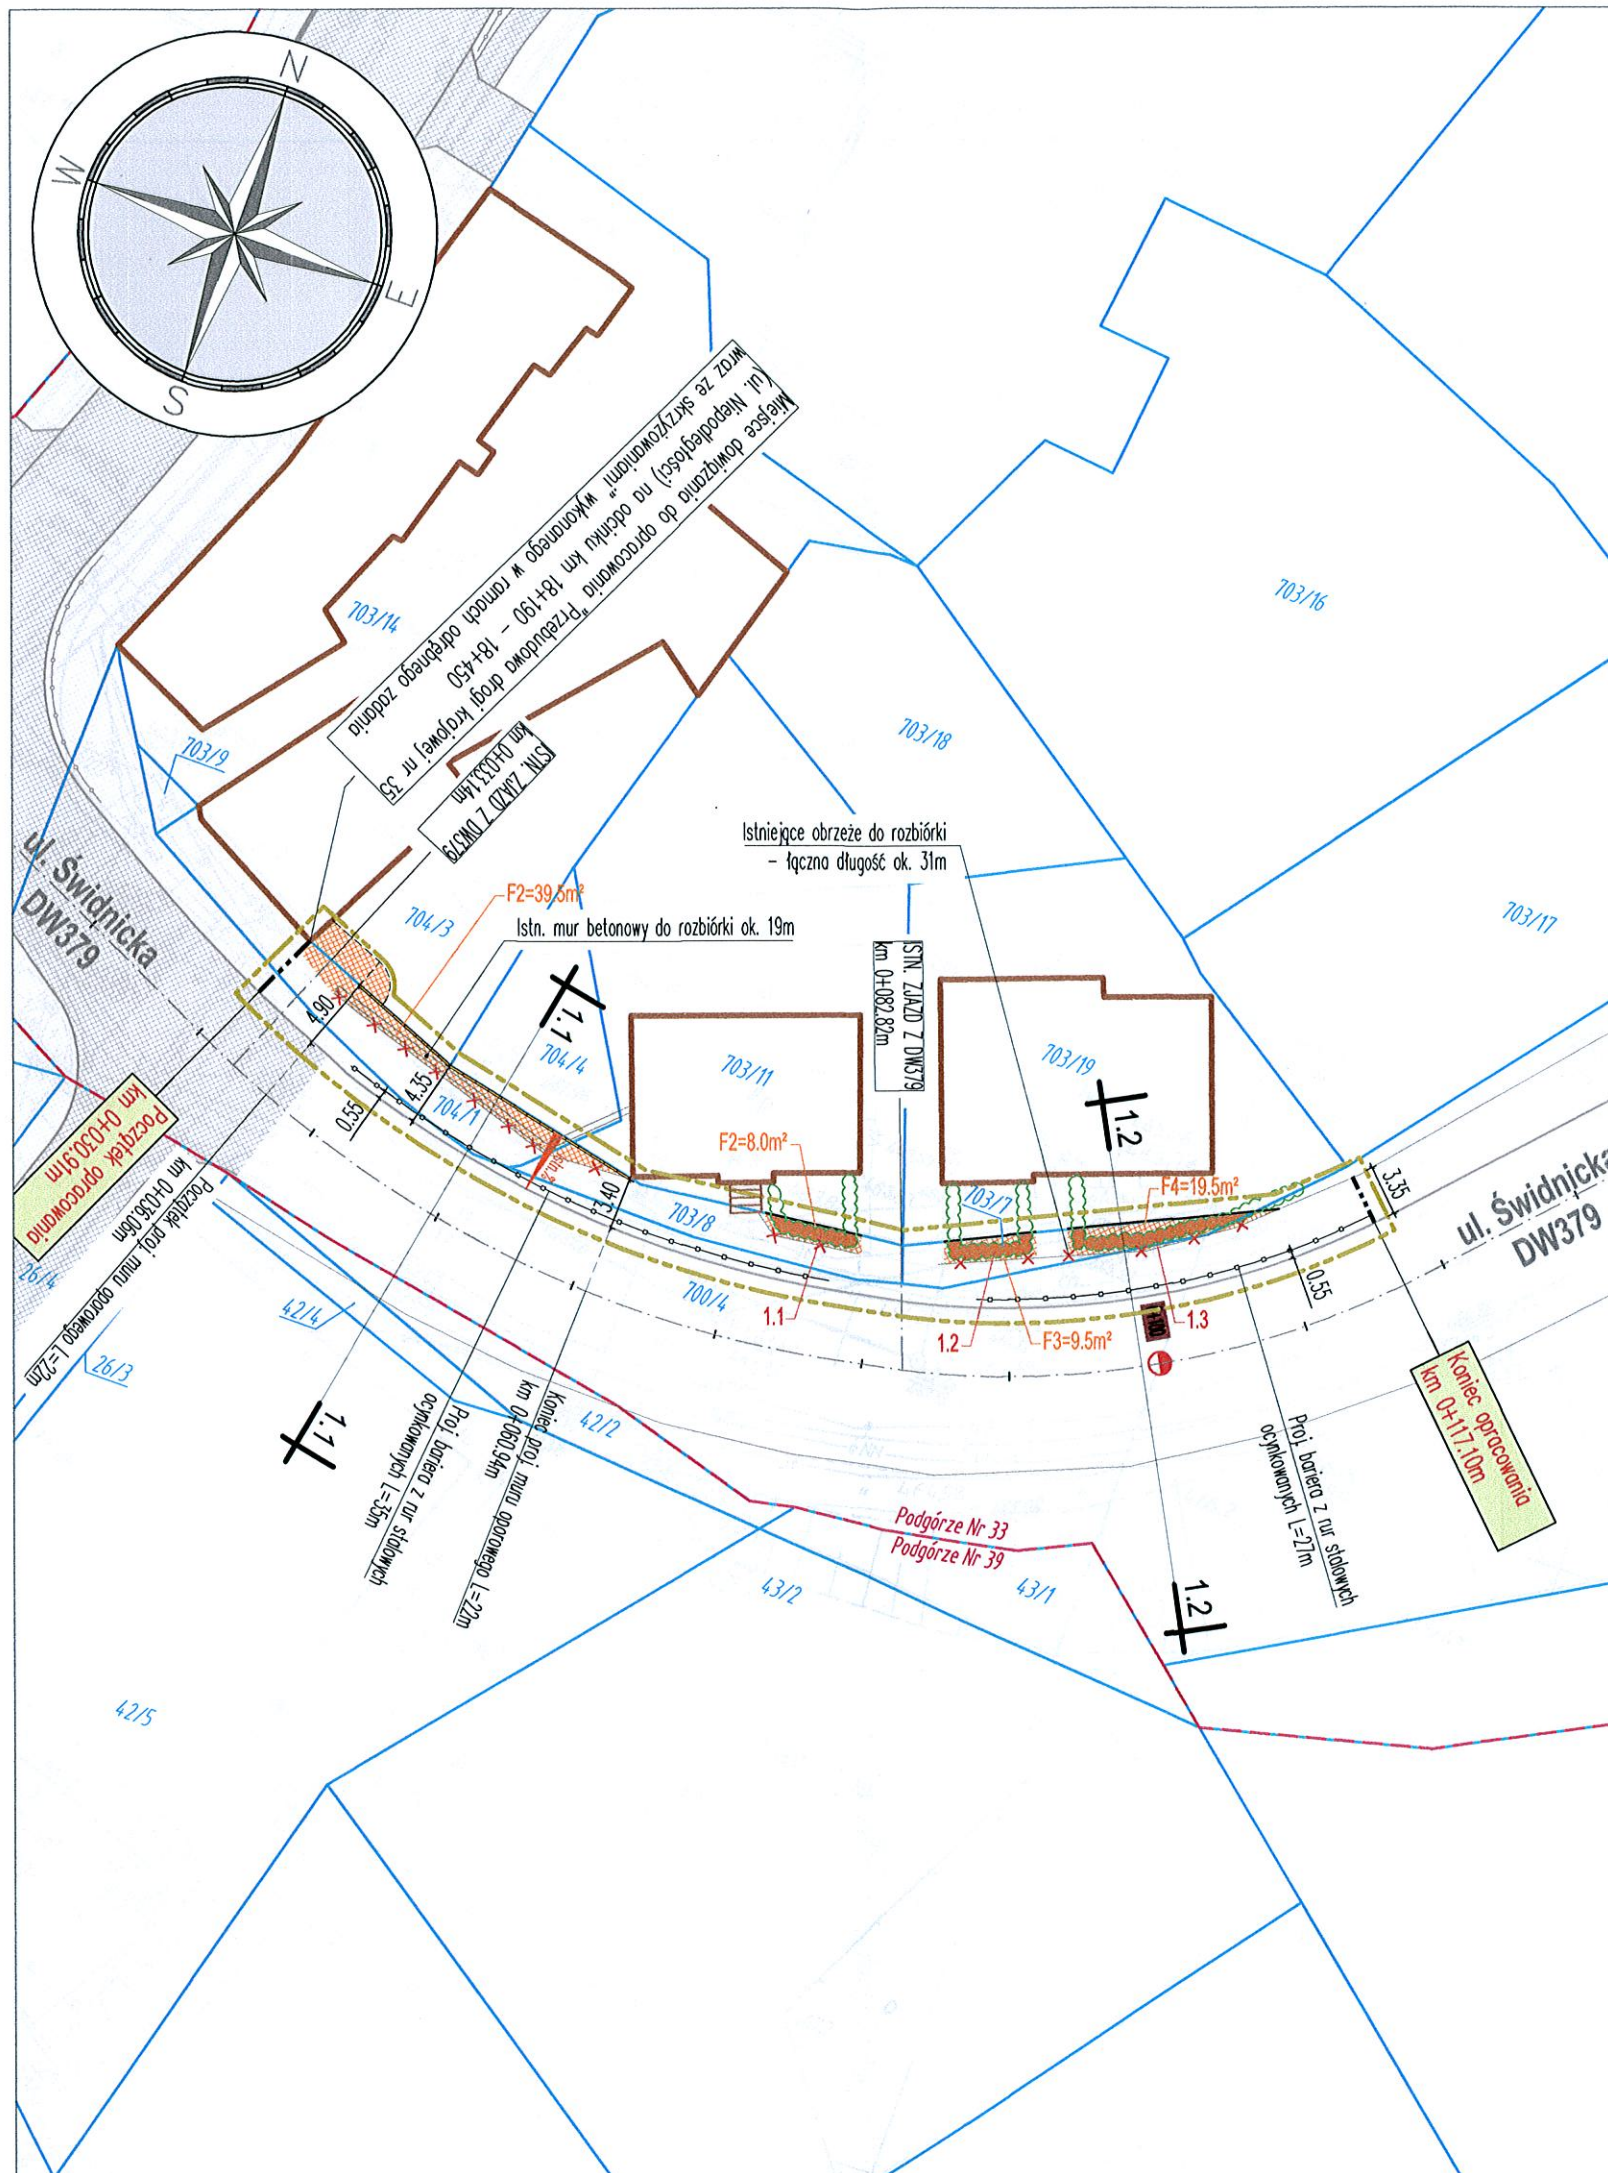 N
W
E
S
Miejsce dowiązania do opracowania "Przebudowa drogi krajowej nr 35
(ul. Niepodległości) na odcinku km 18+190 - 18+450
wraz ze skrzyżowaniami" wykonanego w ramach odrębnego zadania
703/14
703/16
703/9
703/18
ISTN. ZJAZD Z DW379
km 0+033.14m
Istniejące obrzeże do rozbiórki
- łączna długość ok. 31m
ul. Świdnicka
DW379
F2=39.5m²
704/3
Istn. mur betonowy do rozbiórki ok. 19m
703/17
ISTN. ZJAZD Z DW379
km 0+082.82m
4.90
1.1
704/4
703/11
703/19
4.35
0.55
704/1
1.2
F2=8.0m²
Początek opracowania
km 0+030.91m
3.40
703/8
703/7
F4=19.5m²
3.35
ul. Świdnicka
DW379
Początek proj. muru oporowego L=22m
km 0+036.06m
26/4
42/4
26/3
700/4
1.1
1.2
F3=9.5m²
1.3
0.55
Koniec opracowania
km 0+117.10m
1.1
Proj. bariera z rur stalowych
ocynkowanych L=35m
Koniec proj. muru oporowego L=22m
km 0+060.94m
42/2
Proj. bariera z rur stalowych
ocynkowanych L=27m
Podgórze Nr 33
Podgórze Nr 39
43/2
43/1
1.2
42/5